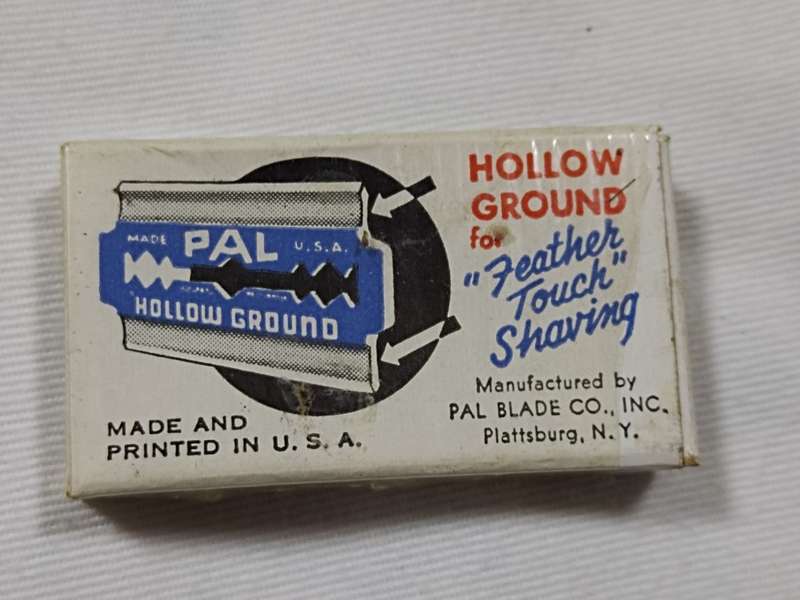 MADE PAL U.S.A.
HOLLOW GROUND
MADE AND
PRINTED IN U.S.A.
HOLLOW
GROUND
for
"Feather
Touch"
Shaving
Manufactured by
PAL BLADE CO., INC.
Plattsburg, N.Y.